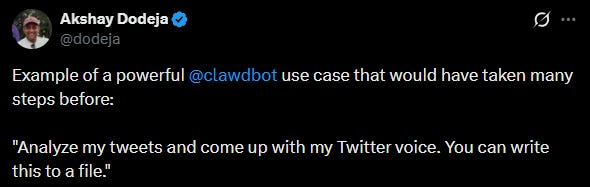 Akshay Dodeja
@dodeja
Example of a powerful @clawdbot use case that would have taken many
steps before:
"Analyze my tweets and come up with my Twitter voice. You can write
this to a file."